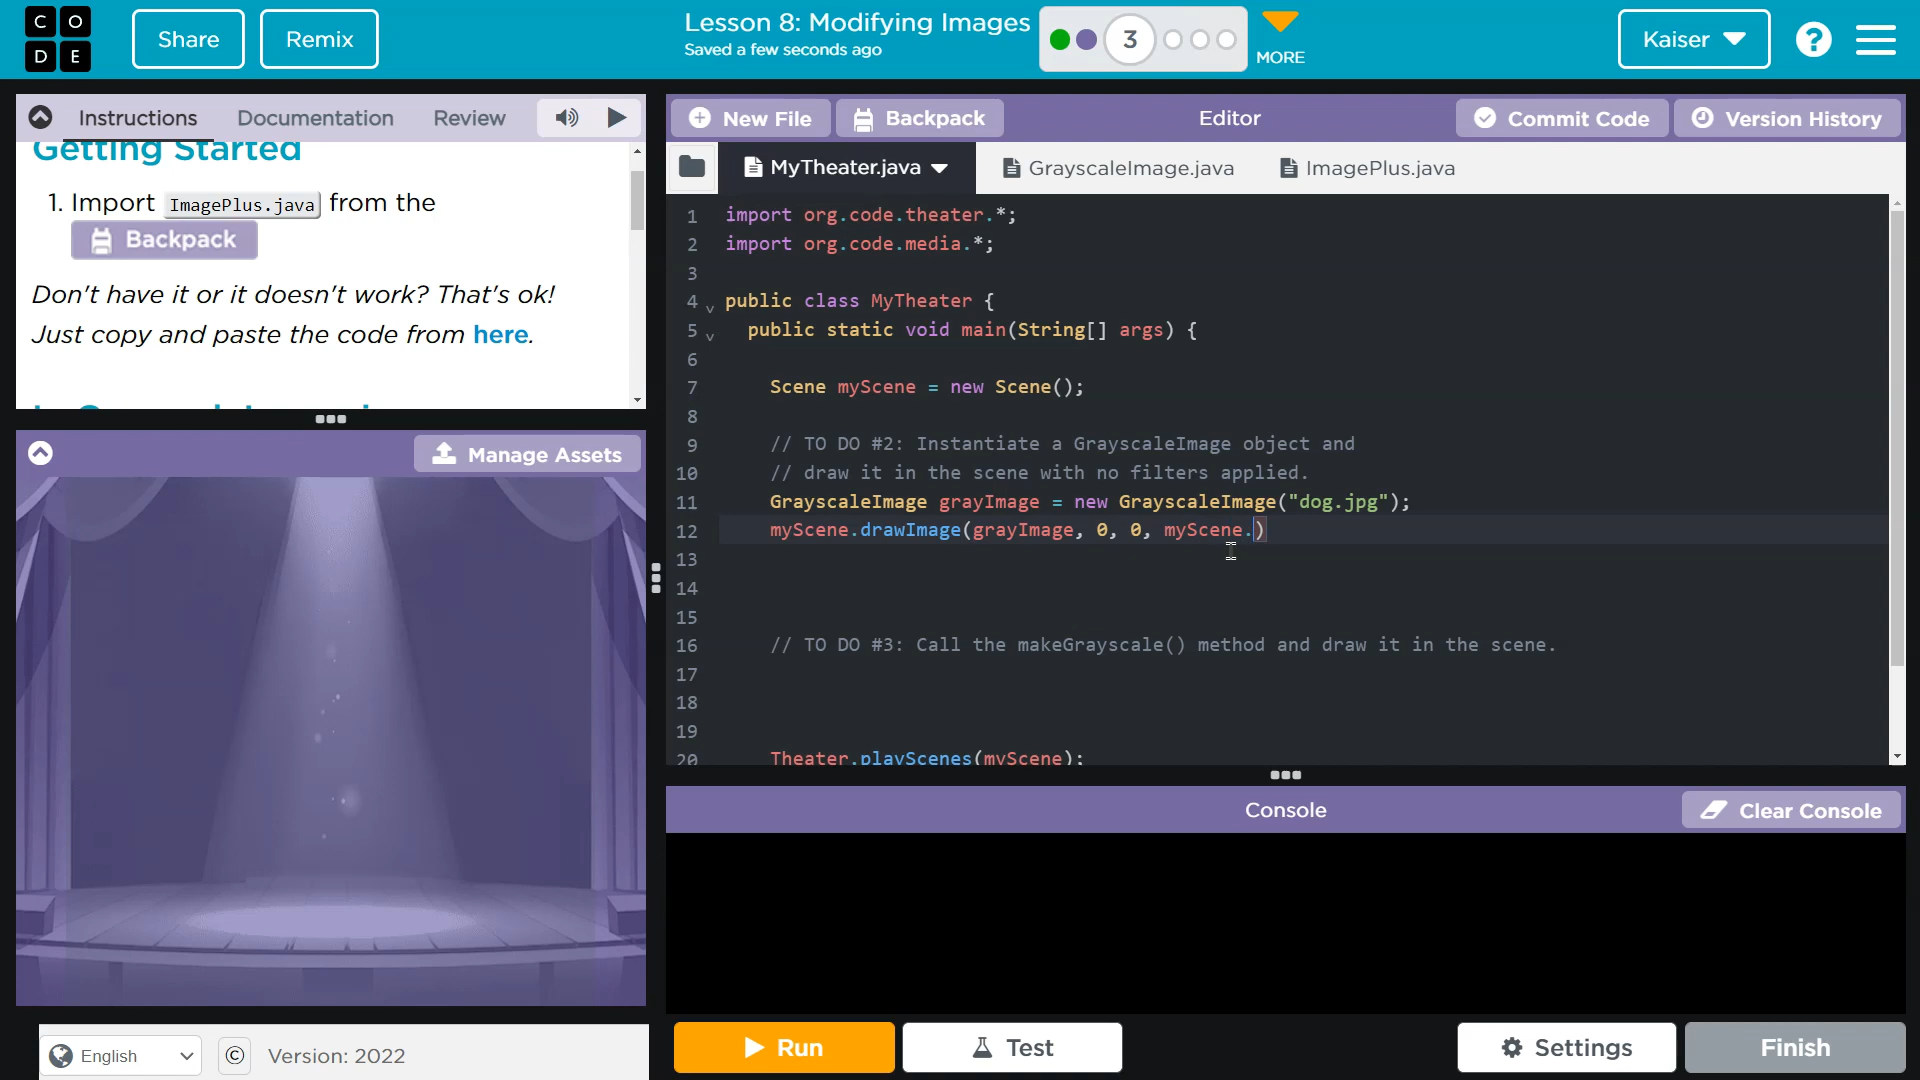 CO
DE
Share
Remix
Lesson 8: Modifying Images
Saved a few seconds ago
3
MORE
Kaiser
?
Instructions
Documentation
Review
Getting Started
1. Import ImagePlus.java from the
Backpack
Don't have it or it doesn't work? That's ok!
Just copy and paste the code from here.
Manage Assets
English
©
Version: 2022
New File
Backpack
Editor
Commit Code
Version History
MyTheater.java
GrayscaleImage.java
ImagePlus.java
1 import org.code.theater.*;
2 import org.code.media.*;
3
4 public class MyTheater {
5 public static void main(String[] args) {
6
7 Scene myScene = new Scene();
8
9 // TO DO #2: Instantiate a GrayscaleImage object and
10 // draw it in the scene with no filters applied.
11 GrayscaleImage grayImage = new GrayscaleImage("dog.jpg");
12 myScene.drawImage(grayImage, 0, 0, myScene.)
13
14
15
16 // TO DO #3: Call the makeGrayscale() method and draw it in the scene.
17
18
19
20 Theater.playScenes(myScene);
Console
Clear Console
Run
Test
Settings
Finish